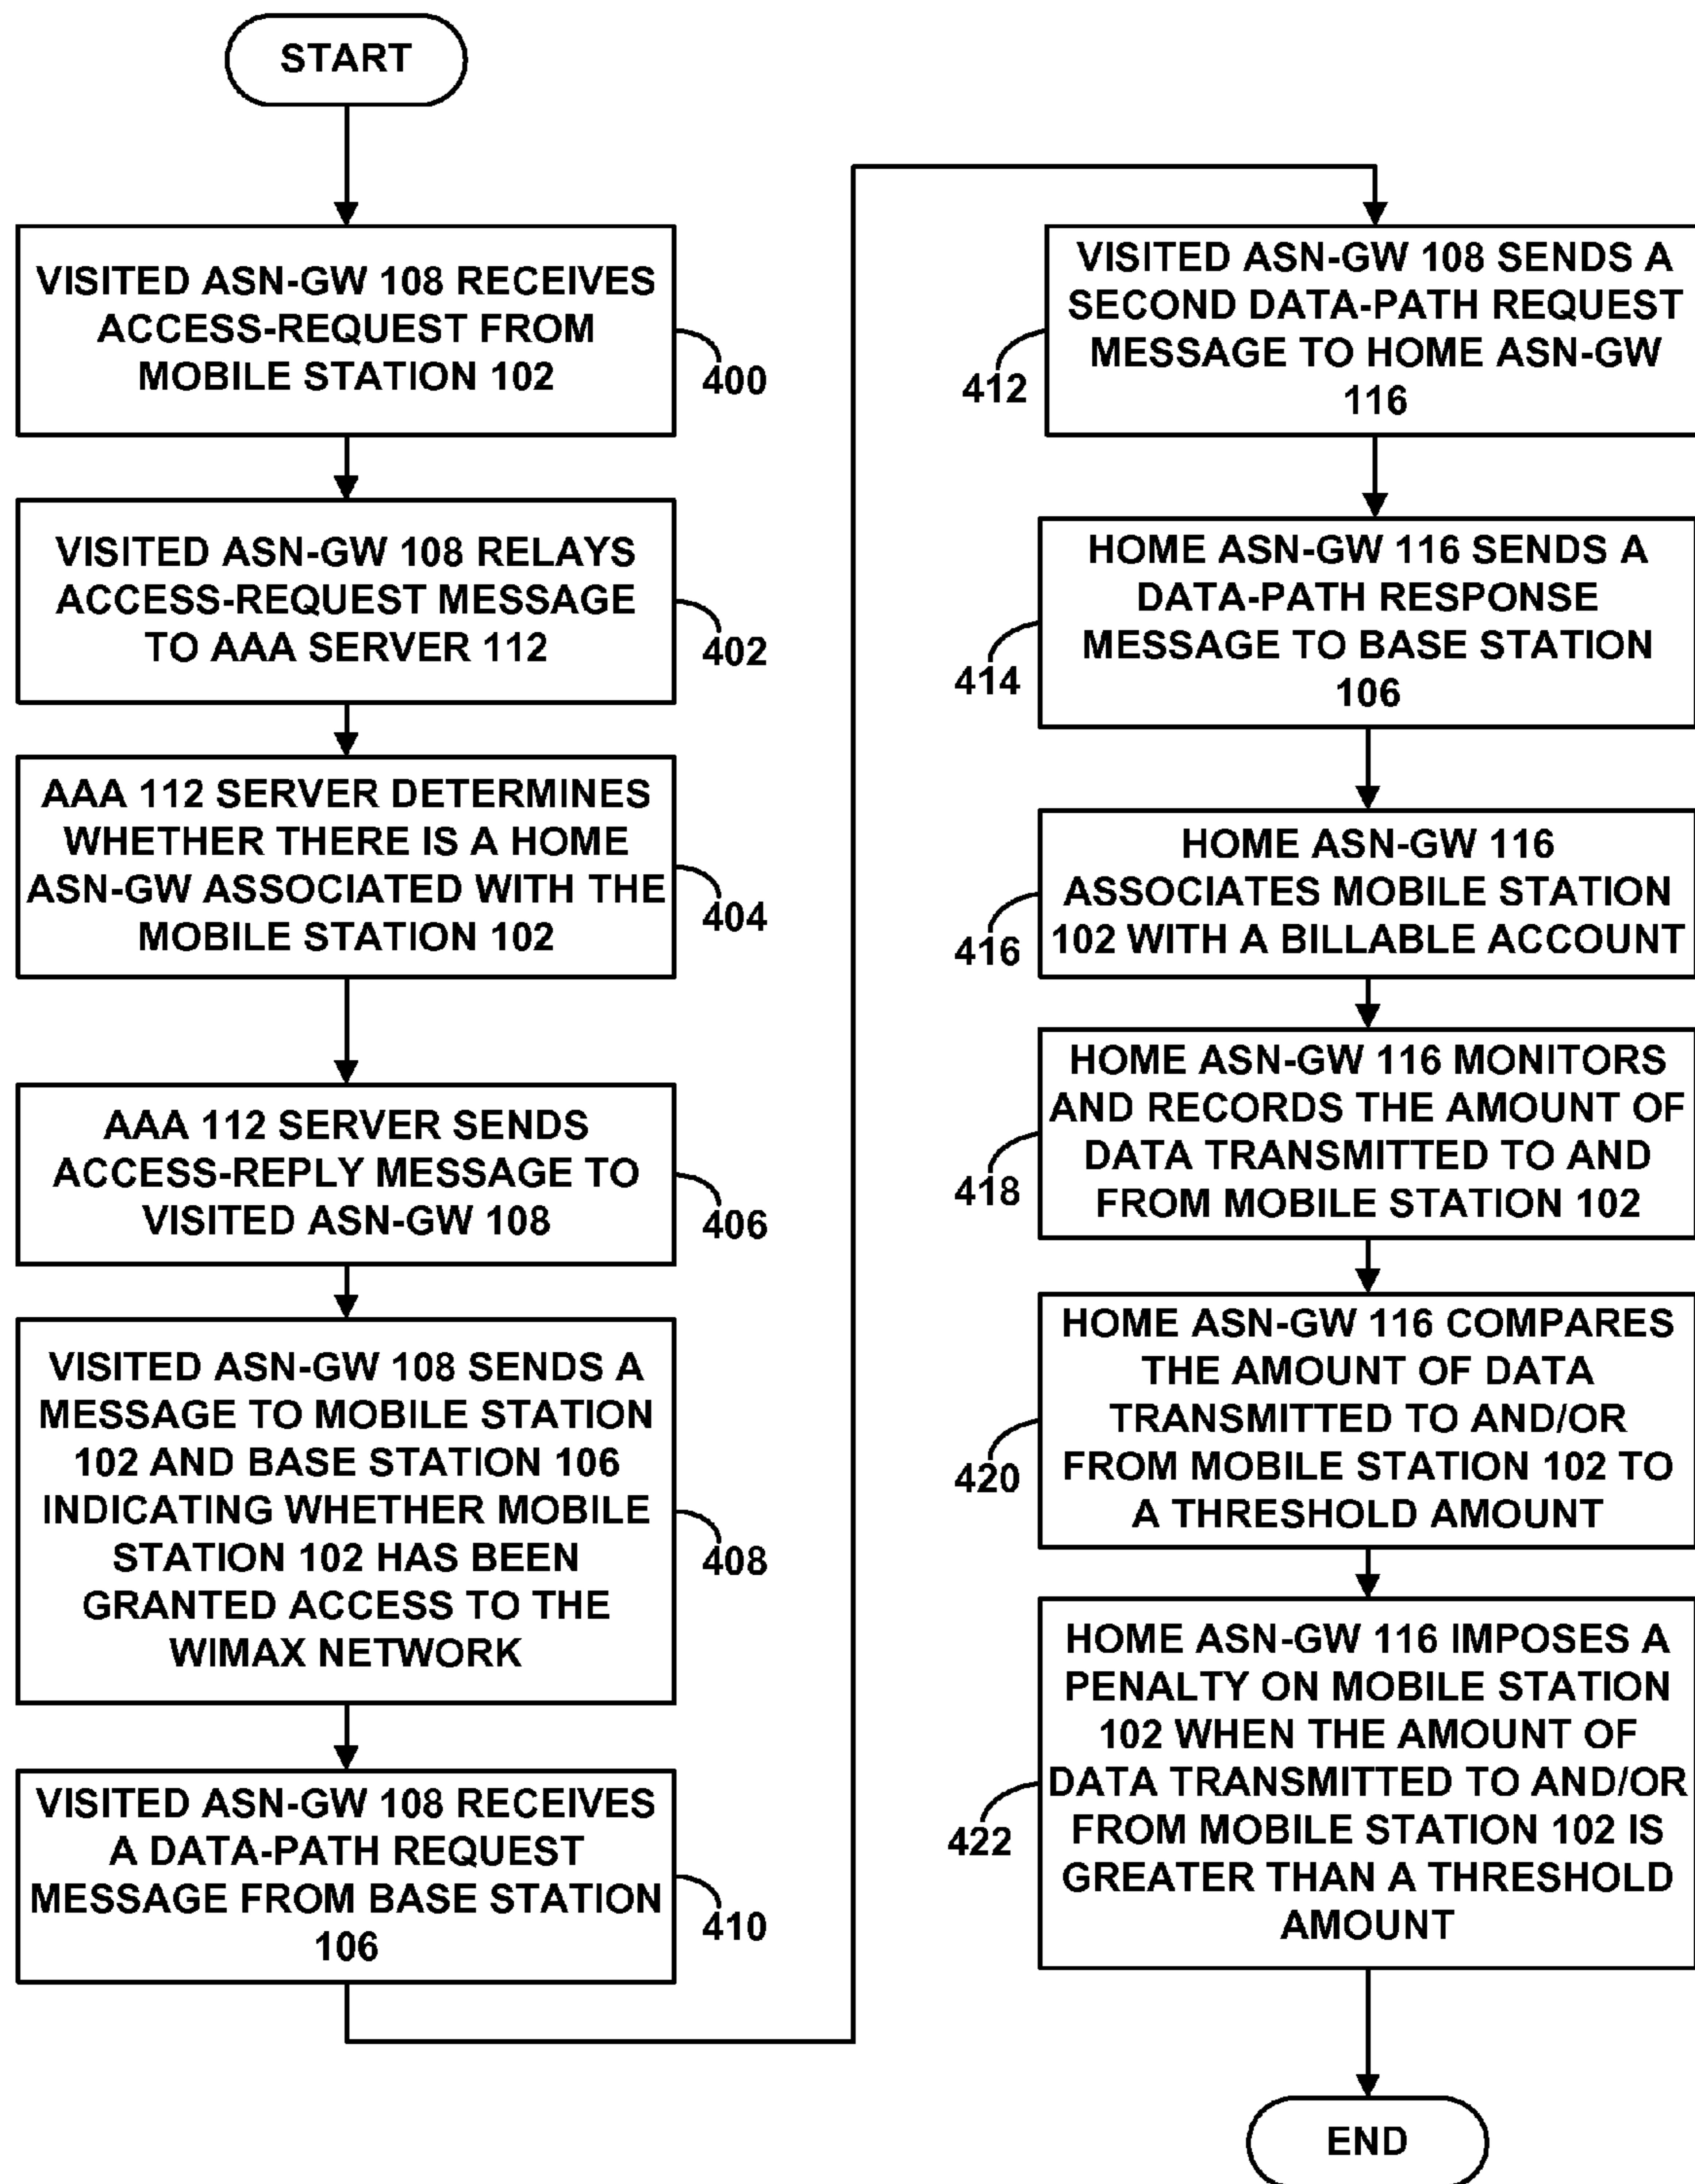 START
VISITED ASN-GW 108 RECEIVES
ACCESS-REQUEST FROM
MOBILE STATION 102
400
VISITED ASN-GW 108 RELAYS
ACCESS-REQUEST MESSAGE
TO AAA SERVER 112
402
AAA 112 SERVER DETERMINES
WHETHER THERE IS A HOME
ASN-GW ASSOCIATED WITH THE
MOBILE STATION 102
404
AAA 112 SERVER SENDS
ACCESS-REPLY MESSAGE TO
VISITED ASN-GW 108
406
VISITED ASN-GW 108 SENDS A
MESSAGE TO MOBILE STATION
102 AND BASE STATION 106
INDICATING WHETHER MOBILE
STATION 102 HAS BEEN
GRANTED ACCESS TO THE
WIMAX NETWORK
408
VISITED ASN-GW 108 RECEIVES
A DATA-PATH REQUEST
MESSAGE FROM BASE STATION
106
410
VISITED ASN-GW 108 SENDS A
SECOND DATA-PATH REQUEST
MESSAGE TO HOME ASN-GW
116
412
HOME ASN-GW 116 SENDS A
DATA-PATH RESPONSE
MESSAGE TO BASE STATION
106
414
HOME ASN-GW 116
ASSOCIATES MOBILE STATION
102 WITH A BILLABLE ACCOUNT
416
HOME ASN-GW 116 MONITORS
AND RECORDS THE AMOUNT OF
DATA TRANSMITTED TO AND
FROM MOBILE STATION 102
418
HOME ASN-GW 116 COMPARES
THE AMOUNT OF DATA
TRANSMITTED TO AND/OR
FROM MOBILE STATION 102 TO
A THRESHOLD AMOUNT
420
HOME ASN-GW 116 IMPOSES A
PENALTY ON MOBILE STATION
102 WHEN THE AMOUNT OF
DATA TRANSMITTED TO AND/OR
FROM MOBILE STATION 102 IS
GREATER THAN A THRESHOLD
AMOUNT
422
END